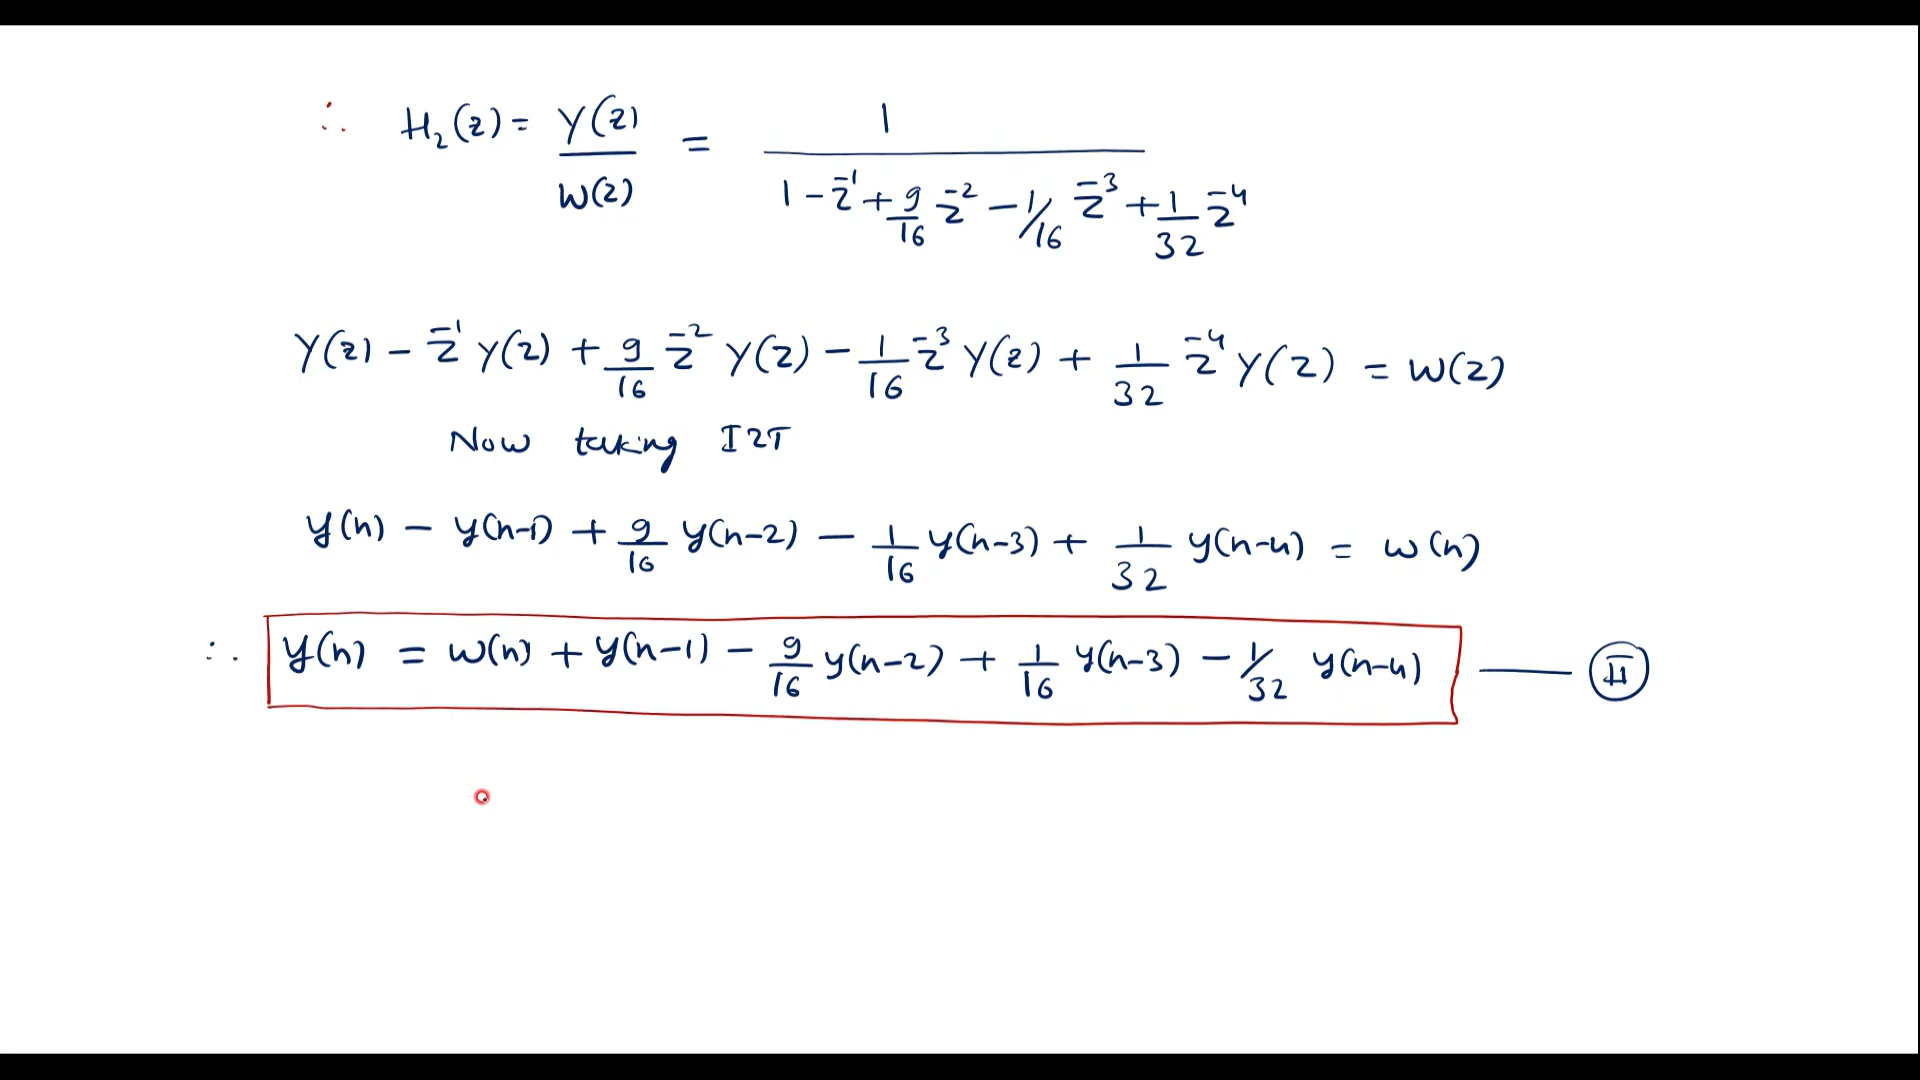 ∴ H₂(z) = Y(z)/W(z) = 1/(1 - z⁻¹ + 9/16 z⁻² - 1/16 z⁻³ + 1/32 z⁻⁴)
Y(z) - z⁻¹ Y(z) + 9/16 z⁻² Y(z) - 1/16 z⁻³ Y(z) + 1/32 z⁻⁴ Y(z) = W(z)
Now taking IZT
y(n) - y(n-1) + 9/16 y(n-2) - 1/16 y(n-3) + 1/32 y(n-4) = w(n)
∴ y(n) = w(n) + y(n-1) - 9/16 y(n-2) + 1/16 y(n-3) - 1/32 y(n-4) — II